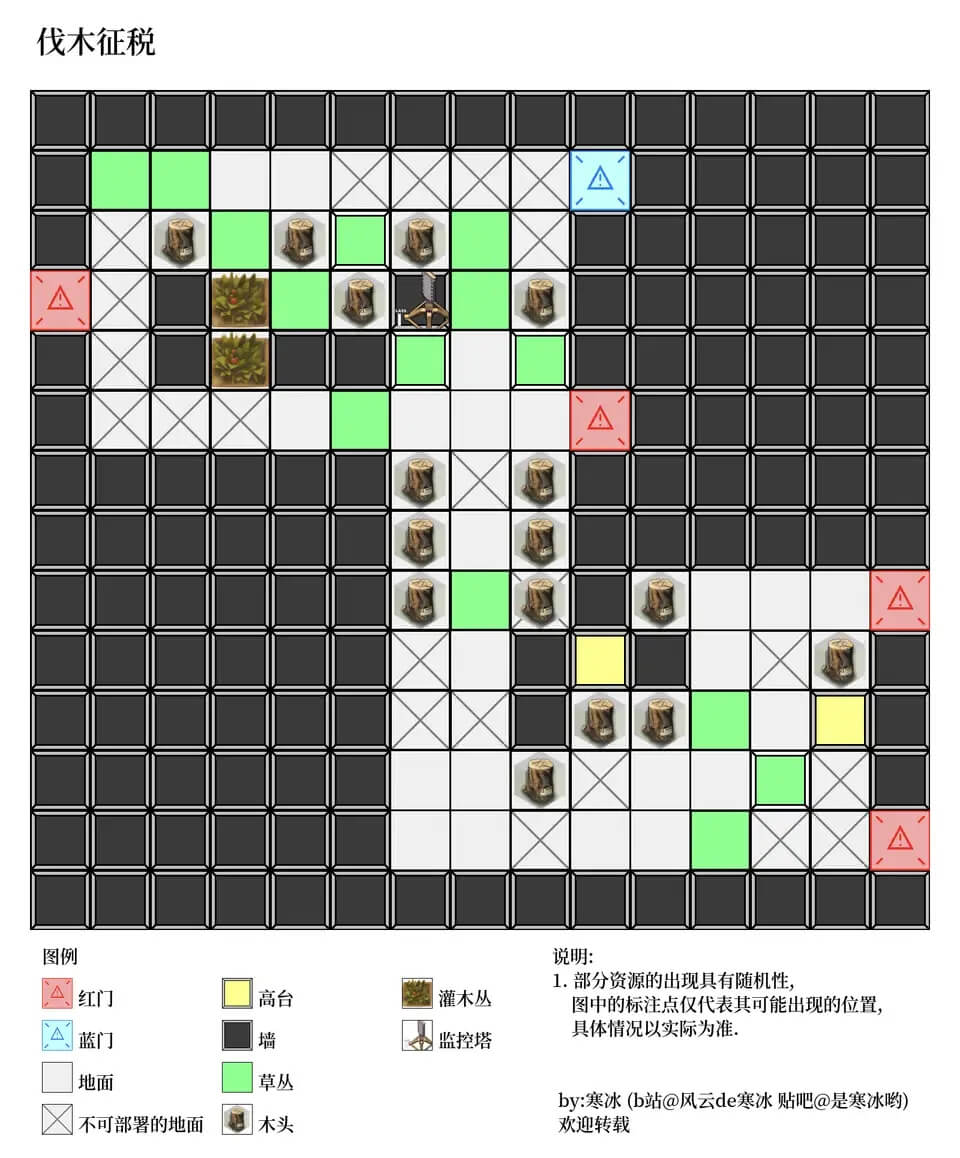 伐木征税
图例
红门
蓝门
地面
不可部署的地面
高台
墙
草丛
木头
灌木丛
监控塔
说明:
1. 部分资源的出现具有随机性,
图中的标注点仅代表其可能出现的位置,
具体情况以实际为准.
by:寒冰 (b站@风云de寒冰 贴吧@是寒冰哟)
欢迎转载